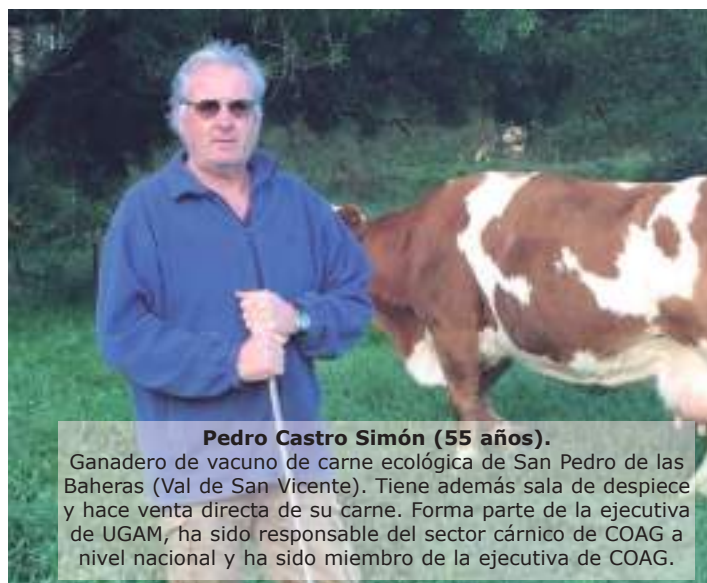 Pedro Castro Simón (55 años).
Ganadero de vacuno de carne ecológica de San Pedro de las
Baheras (Val de San Vicente). Tiene además sala de despiece
y hace venta directa de su carne. Forma parte de la ejecutiva
de UGAM, ha sido responsable del sector cárnico de COAG a
nivel nacional y ha sido miembro de la ejecutiva de COAG.